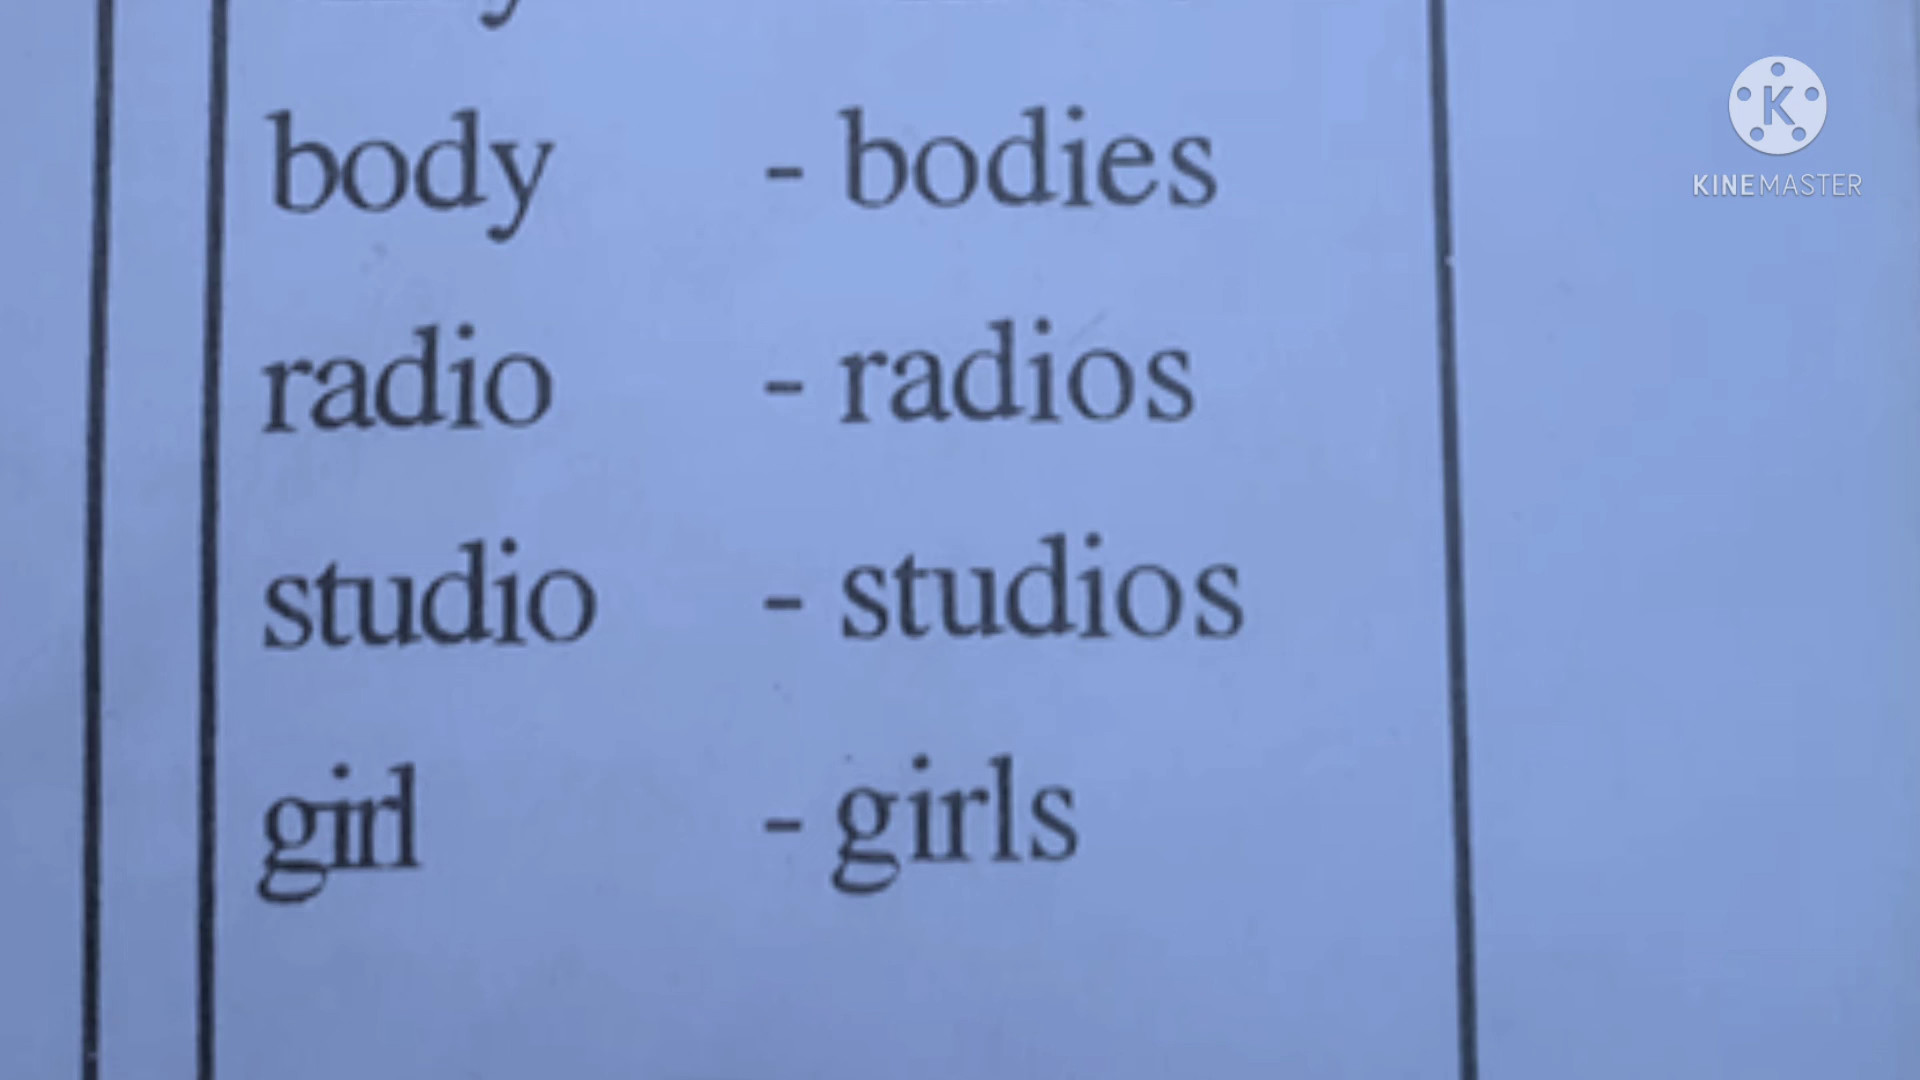 body - bodies
radio - radios
studio - studios
girl - girls
K
KINEMASTER